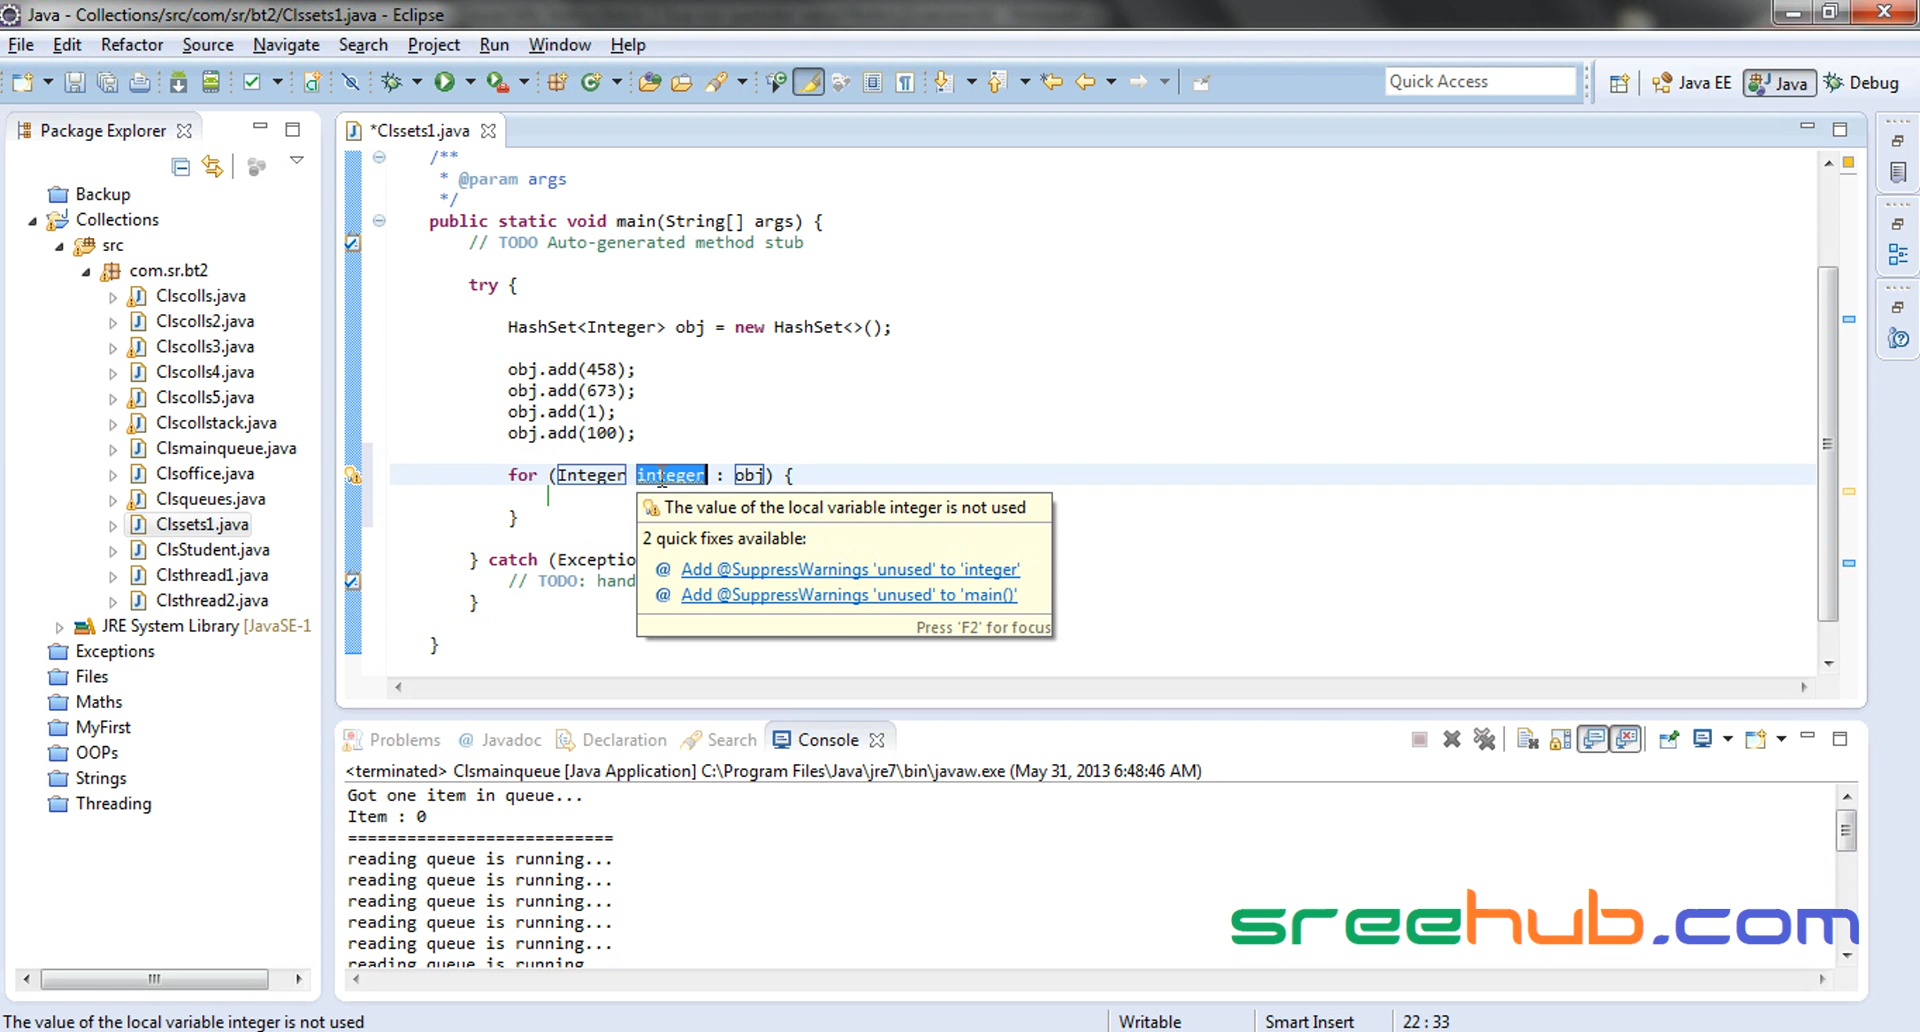 Java - Collections/src/com/sr/bt2/Clssets1.java - Eclipse
File Edit Refactor Source Navigate Search Project Run Window Help
Quick Access
Java EE
Java
Debug
Package Explorer
*Clssets1.java
Backup
Collections
src
com.sr.bt2
Clscolls.java
Clscolls2.java
Clscolls3.java
Clscolls4.java
Clscolls5.java
Clscollstack.java
Clsmainqueue.java
Clsoffice.java
Clsqueues.java
Clssets1.java
ClsStudent.java
Clsthread1.java
Clsthread2.java
JRE System Library [JavaSE-1
Exceptions
Files
Maths
MyFirst
OOPs
Strings
Threading
/**
* @param args
*/
public static void main(String[] args) {
// TODO Auto-generated method stub
try {
HashSet<Integer> obj = new HashSet<>();
obj.add(458);
obj.add(673);
obj.add(1);
obj.add(100);
for (Integer integer : obj) {
}
} catch (Exceptio
// TODO: hand
}
}
The value of the local variable integer is not used
2 quick fixes available:
@ Add @SuppressWarnings 'unused' to 'integer'
@ Add @SuppressWarnings 'unused' to 'main()'
Press 'F2' for focus
Problems @ Javadoc Declaration Search Console
<terminated> Clsmainqueue [Java Application] C:\Program Files\Java\jre7\bin\javaw.exe (May 31, 2013 6:48:46 AM)
Got one item in queue...
Item : 0
===========================
reading queue is running...
reading queue is running...
reading queue is running...
reading queue is running...
reading queue is running...
reading queue is running
sreehub.com
The value of the local variable integer is not used
Writable
Smart Insert
22 : 33